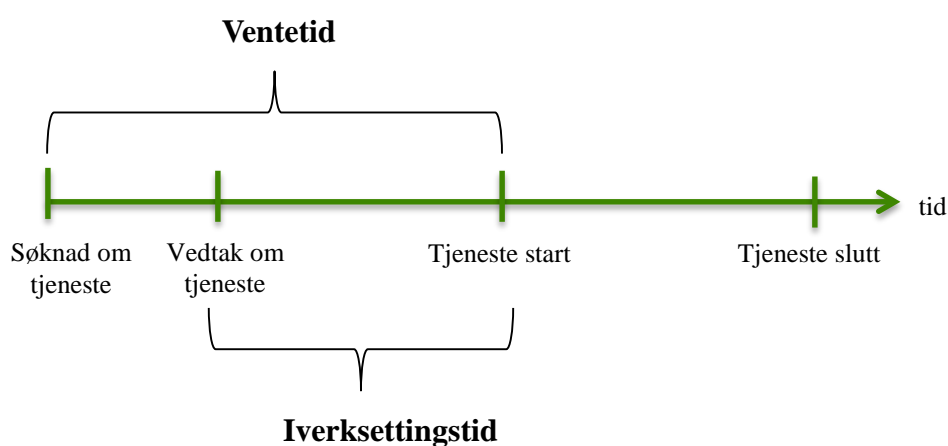 Ventetid
tid
Søknad om
tjeneste
Vedtak om
tjeneste
Tjeneste start
Tjeneste slutt
Iverksettingstid